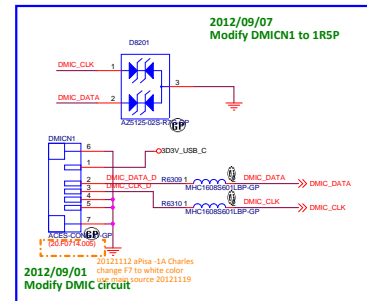 2012/09/07
Modify DMICN1 to 1R5P
D8201
DMIC_CLK 1
3
DMIC_DATA 2
AZ5125-02S-R7G-GP
GP
DMICN1
6
3D3V_USB_C
1
2 DMIC_DATA_D R6309 1 DMIC_DATA DMIC_DATA
MHC1608S601LBP-GP
3 DMIC_CLK_D R6310 1 DMIC_CLK DMIC_CLK
MHC1608S601LBP-GP
4
5
7
GP
(20.F0714.005)
20121112 aPisa -1A Charles
change F7 to white color
use main source 20121119
2012/09/01
Modify DMIC circuit